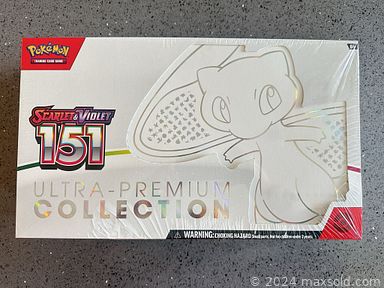 POKÉMON
TRADING CARD GAME
SCARLET & VIOLET
151
ULTRA-PREMIUM
COLLECTION
WARNING: CHOKING HAZARD
© 2024 maxsold.com